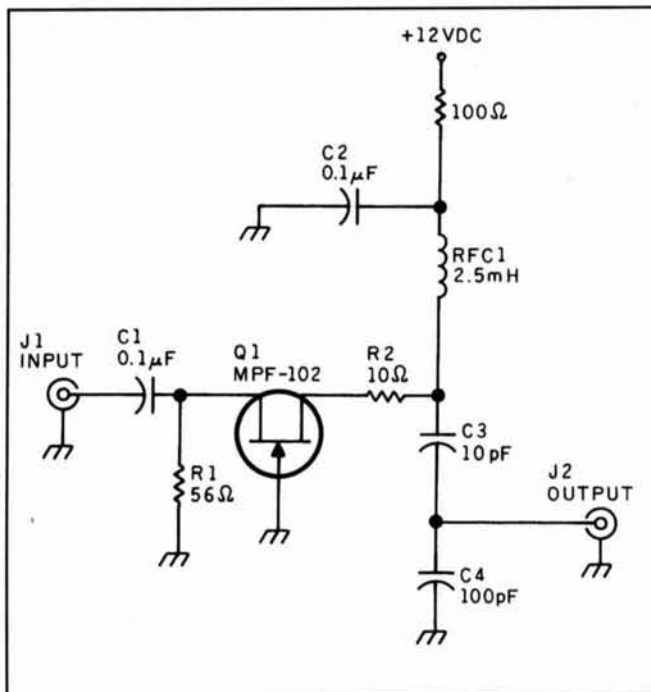 +12VDC
100Ω
C2
0.1μF
RFC1
2.5mH
J1
INPUT
C1
0.1μF
Q1
MPF-102
R2
10Ω
R1
56Ω
C3
10pF
J2
OUTPUT
C4
100pF